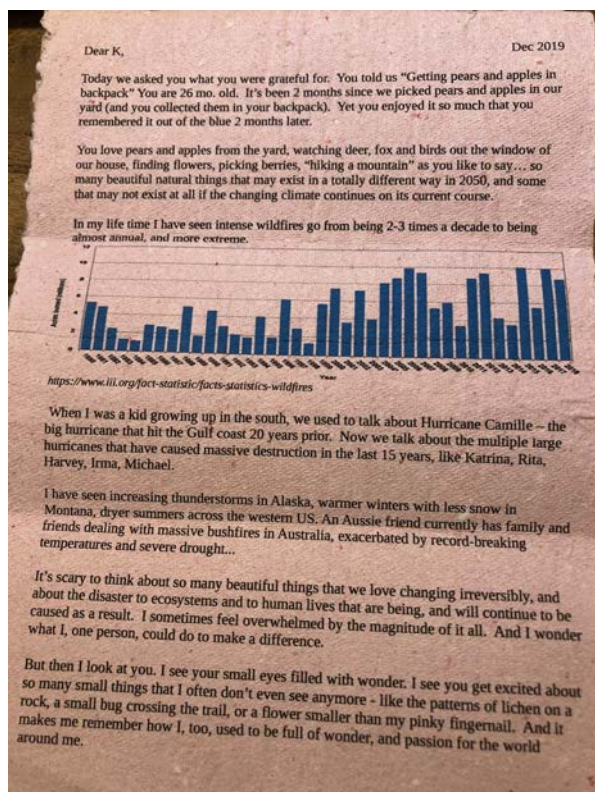 Dear K,
Dec 2019
Today we asked you what you were grateful for. You told us “Getting pears and apples in
backpack” You are 26 mo. old. It’s been 2 months since we picked pears and apples in our
yard (and you collected them in your backpack). Yet you enjoyed it so much that you
remembered it out of the blue 2 months later.
You love pears and apples from the yard, watching deer, fox and birds out the window of
our house, finding flowers, picking berries, “hiking a mountain” as you like to say... so
many beautiful natural things that may exist in a totally different way in 2050, and some
that may not exist at all if the changing climate continues on its current course.
In my life time I have seen intense wildfires go from being 2-3 times a decade to being
almost annual, and more extreme.
Year
https://www.iii.org/fact-statistic/facts-statistics-wildfires
When I was a kid growing up in the south, we used to talk about Hurricane Camille – the
big hurricane that hit the Gulf coast 20 years prior. Now we talk about the multiple large
hurricanes that have caused massive destruction in the last 15 years, like Katrina, Rita,
Harvey, Irma, Michael.
I have seen increasing thunderstorms in Alaska, warmer winters with less snow in
Montana, dryer summers across the western US. An Aussie friend currently has family and
friends dealing with massive bushfires in Australia, exacerbated by record-breaking
temperatures and severe drought...
It’s scary to think about so many beautiful things that we love changing irreversibly, and
about the disaster to ecosystems and to human lives that are being, and will continue to be
caused as a result. I sometimes feel overwhelmed by the magnitude of it all. And I wonder
what I, one person, could do to make a difference.
But then I look at you. I see your small eyes filled with wonder. I see you get excited about
so many small things that I often don’t even see anymore - like the patterns of lichen on a
rock, a small bug crossing the trail, or a flower smaller than my pinky fingernail. And it
makes me remember how I, too, used to be full of wonder, and passion for the world
around me.